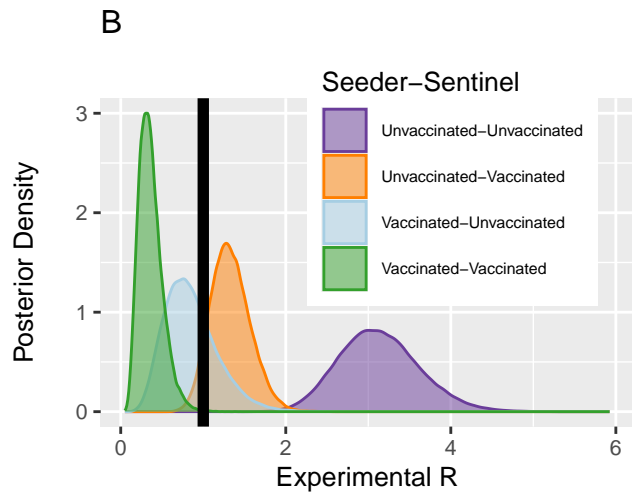 B
Seeder−Sentinel
Unvaccinated−Unvaccinated
Unvaccinated−Vaccinated
Vaccinated−Unvaccinated
Vaccinated−Vaccinated
Posterior Density
3
2
1
0
0 2 4 6
Experimental R